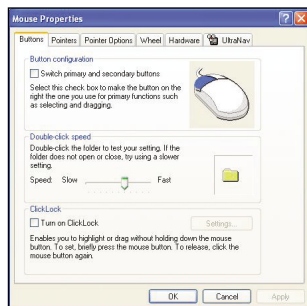 Mouse Properties
Buttons Pointers Pointer Options Wheel Hardware UltraNav
Button configuration
Switch primary and secondary buttons
Select this check box to make the button on the
right the one you use for primary functions such
as selecting and dragging.
Double-click speed
Double-click the folder to test your setting. If the
folder does not open or close, try using a slower
setting.
Speed: Slow Fast
ClickLock
Turn on ClickLock
Settings...
Enables you to highlight or drag without holding down the mouse
button. To set, briefly press the mouse button. To release, click the
mouse button again.
OK Cancel Apply